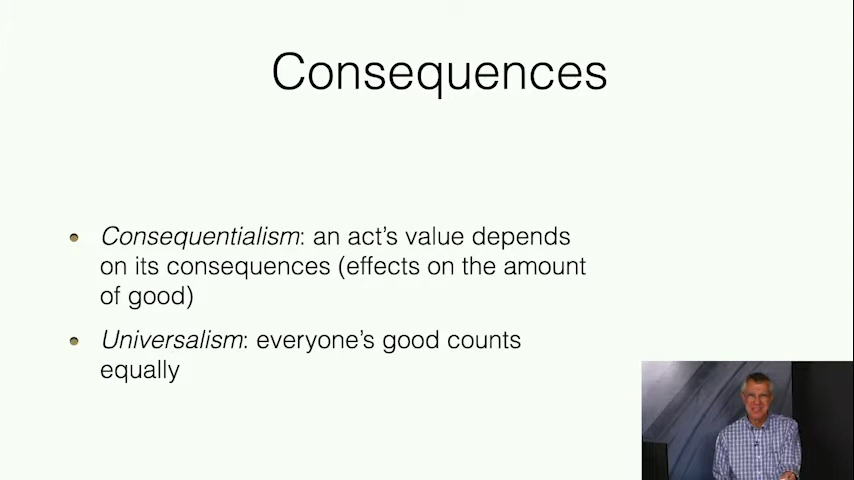 Consequences
Consequentialism: an act’s value depends
on its consequences (effects on the amount
of good)
Universalism: everyone’s good counts
equally